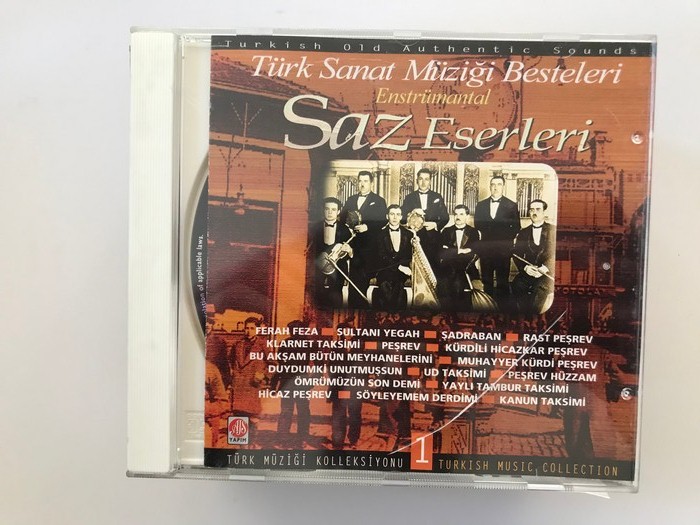 Turkish Old Authentic Sounds
Türk Sanat Müziği Besteleri
Enstrümantal
Saz Eserleri
FERAH FEZA SULTANI YEGAH ŞADRABAN RAST PEŞREV
KLARNET TAKSİMİ PEŞREV KÜRDİLİ HİCAZKAR PEŞREV
BU AKŞAM BÜTÜN MEYHANELERİNİ MUHAYYER KÜRDİ PEŞREV
DUYDUMKİ UNUTMUŞSUN UD TAKSİMİ PEŞREV HÜZZAM
ÖMRÜMÜZÜN SON DEMİ YAYLI TAMBUR TAKSİMİ
HİCAZ PEŞREV SÖYLEYEMEM DERDİMİ KANUN TAKSİMİ
YAPIM
TÜRK MÜZİĞİ KOLLEKSİYONU 1 TURKISH MUSIC COLLECTION
of applicable laws.